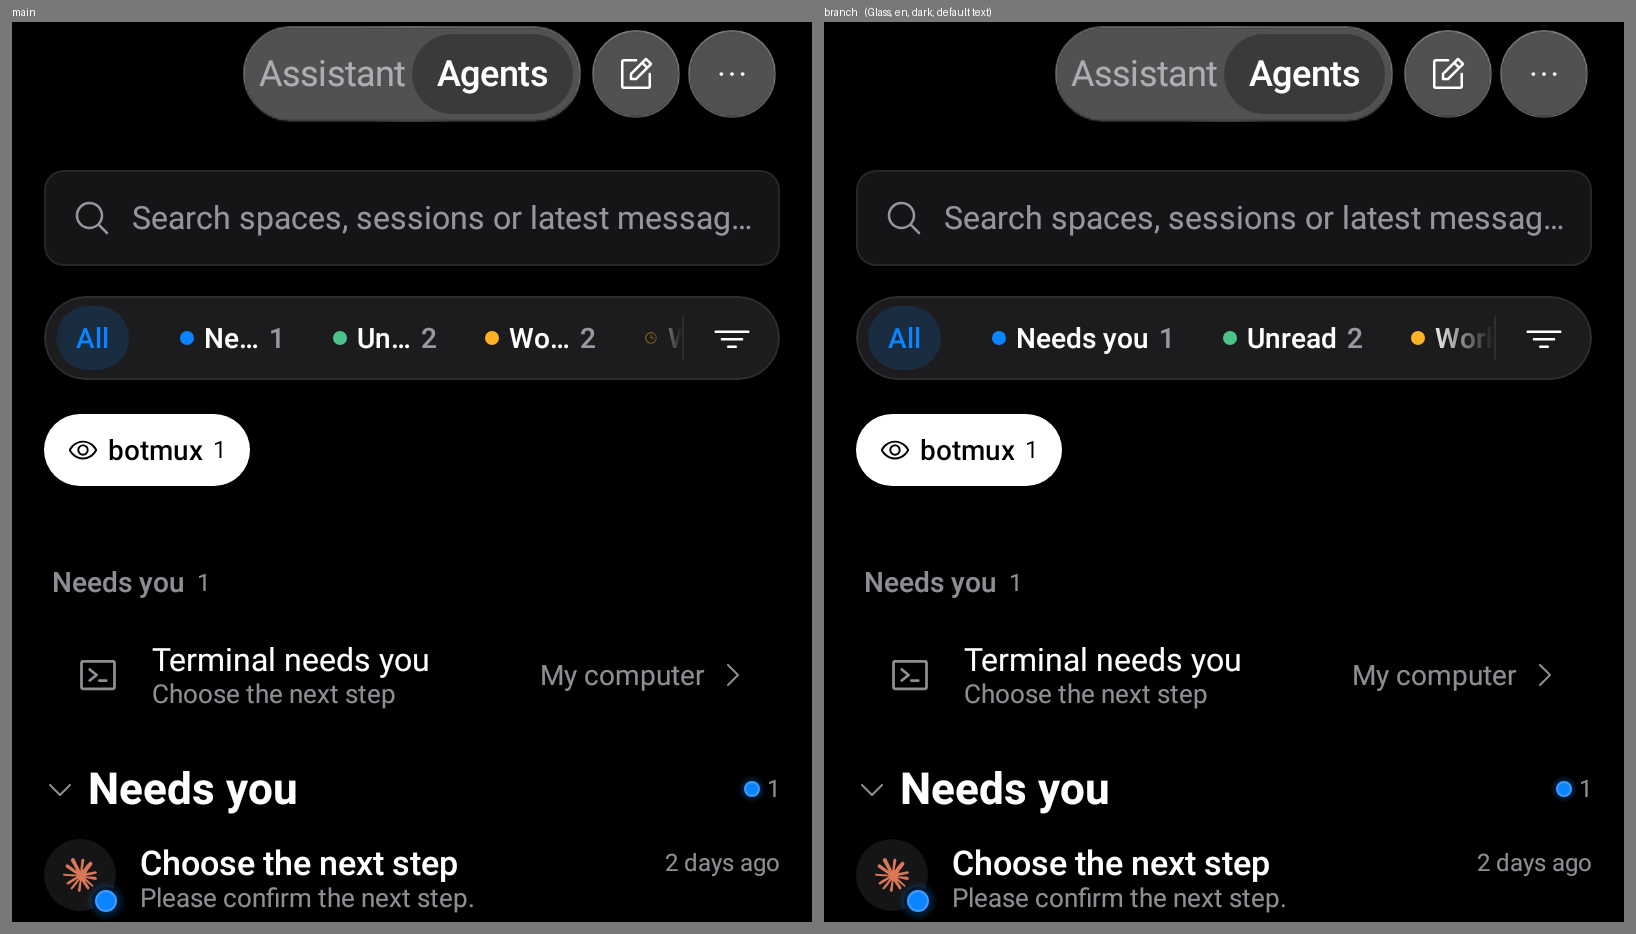 main
Assistant Agents
Search spaces, sessions or latest messag...
All Ne... 1 Un... 2 Wo... 2
botmux 1
Needs you 1
Terminal needs you
Choose the next step
My computer
Needs you
1
Choose the next step
2 days ago
Please confirm the next step.
branch (Glass, en, dark, default text)
Assistant Agents
Search spaces, sessions or latest messag...
All Needs you 1 Unread 2
botmux 1
Needs you 1
Terminal needs you
Choose the next step
My computer
Needs you
1
Choose the next step
2 days ago
Please confirm the next step.